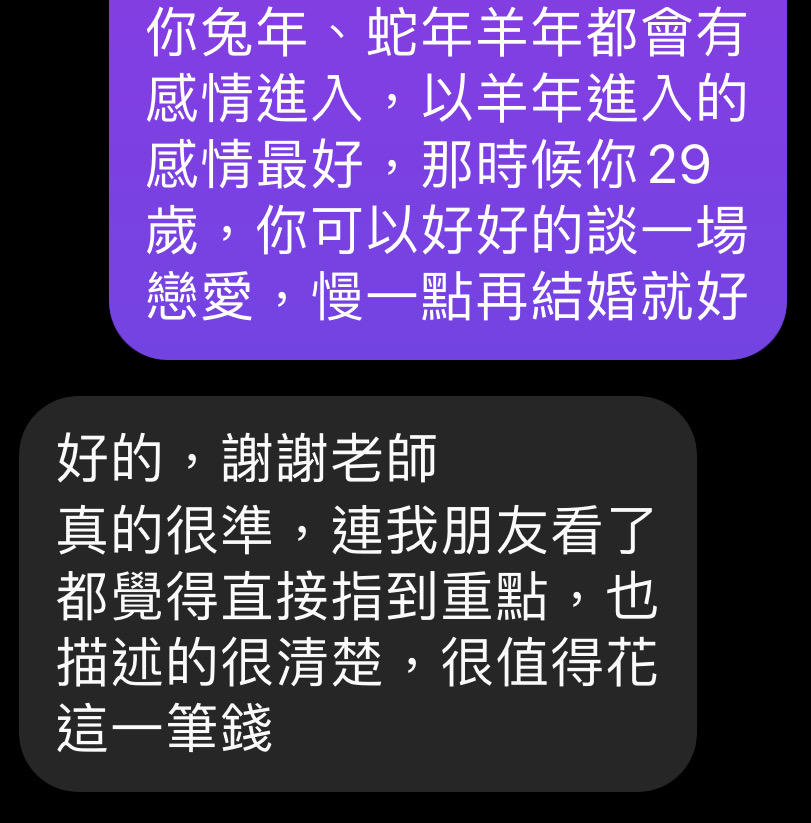 你兔年、蛇年羊年都會有
感情進入，以羊年進入的
感情最好，那時候你 29
歲，你可以好好的談一場
戀愛，慢一點再結婚就好
好的，謝謝老師
真的很準，連我朋友看了
都覺得直接指到重點，也
描述的很清楚，很值得花
這一筆錢